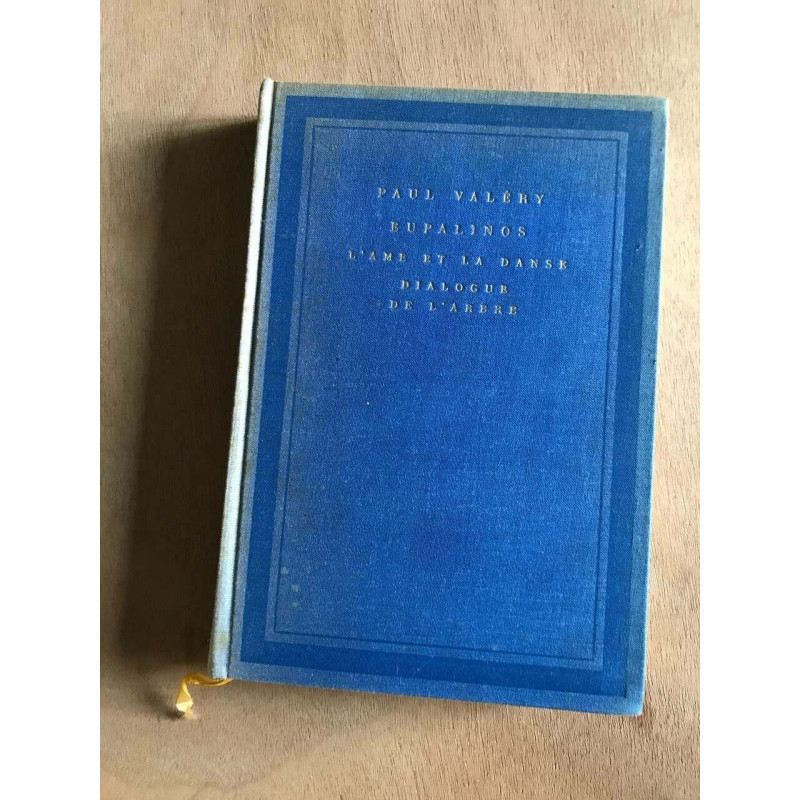 PAUL VALÉRY
EUPALINOS
L'AME ET LA DANSE
DIALOGUE
DE L'ARBRE